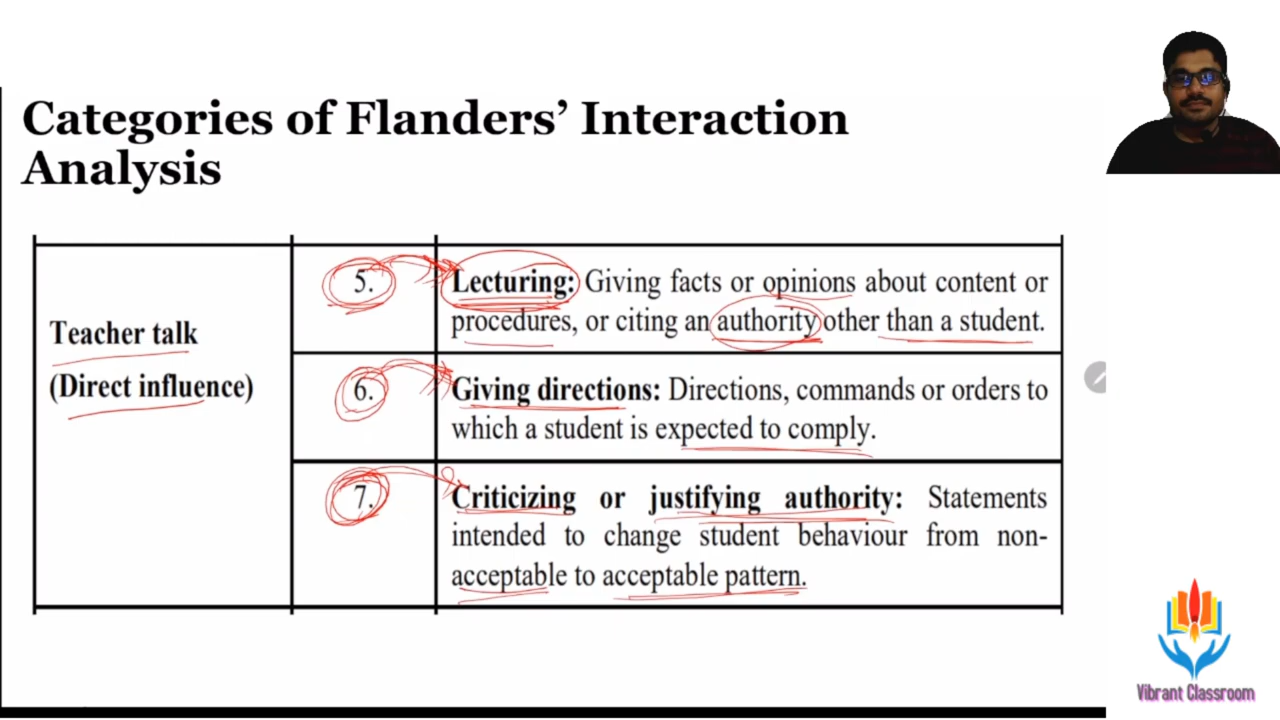 Categories of Flanders’ Interaction
Analysis
Teacher talk
(Direct influence)
5.
Lecturing: Giving facts or opinions about content or
procedures, or citing an authority other than a student.
6.
Giving directions: Directions, commands or orders to
which a student is expected to comply.
7.
Criticizing or justifying authority: Statements
intended to change student behaviour from non-
acceptable to acceptable pattern.
Vibrant Classroom